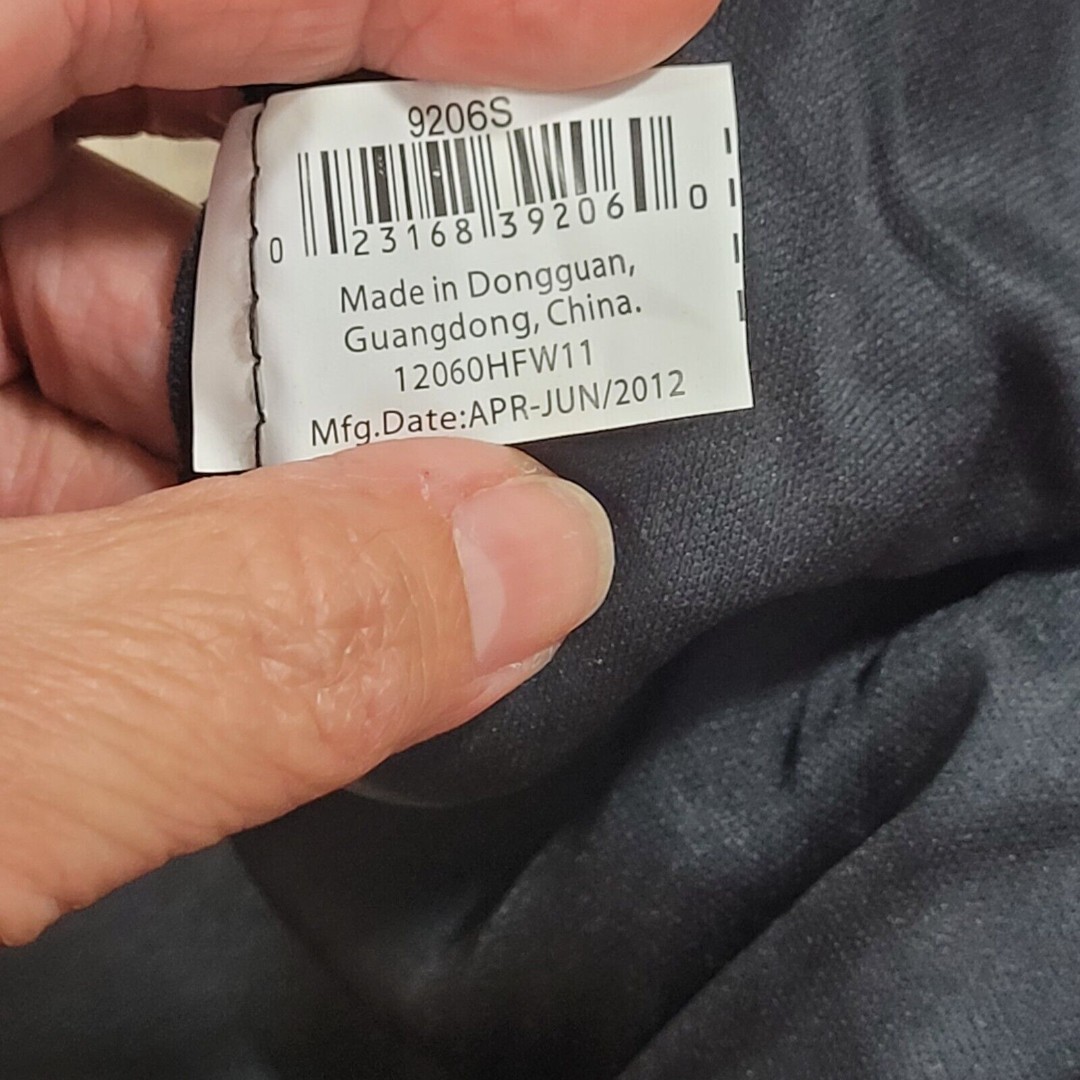 9206S
0 23168 39206 0
Made in Dongguan,
Guangdong, China.
12060HFW11
Mfg.Date:APR-JUN/2012